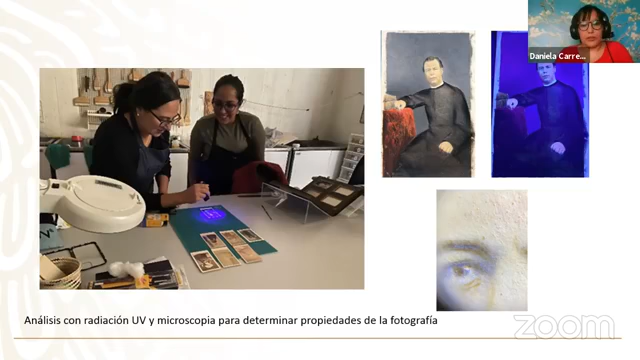 Daniela Carre...
Análisis con radiación UV y microscopia para determinar propiedades de la fotografía
zoom